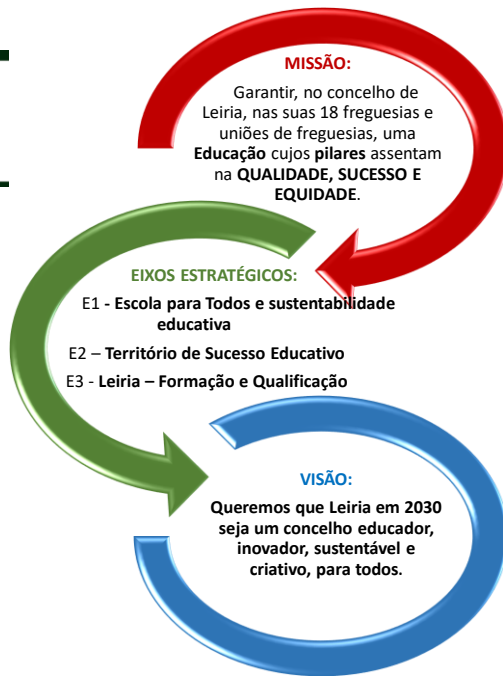 MISSÃO:
Garantir, no concelho de
Leiria, nas suas 18 freguesias e
uniões de freguesias, uma
Educação cujos pilares assentam
na QUALIDADE, SUCESSO E
EQUIDADE.
EIXOS ESTRATÉGICOS:
E1 - Escola para Todos e sustentabilidade
educativa
E2 – Território de Sucesso Educativo
E3 - Leiria – Formação e Qualificação
VISÃO:
Queremos que Leiria em 2030
seja um concelho educador,
inovador, sustentável e
criativo, para todos.